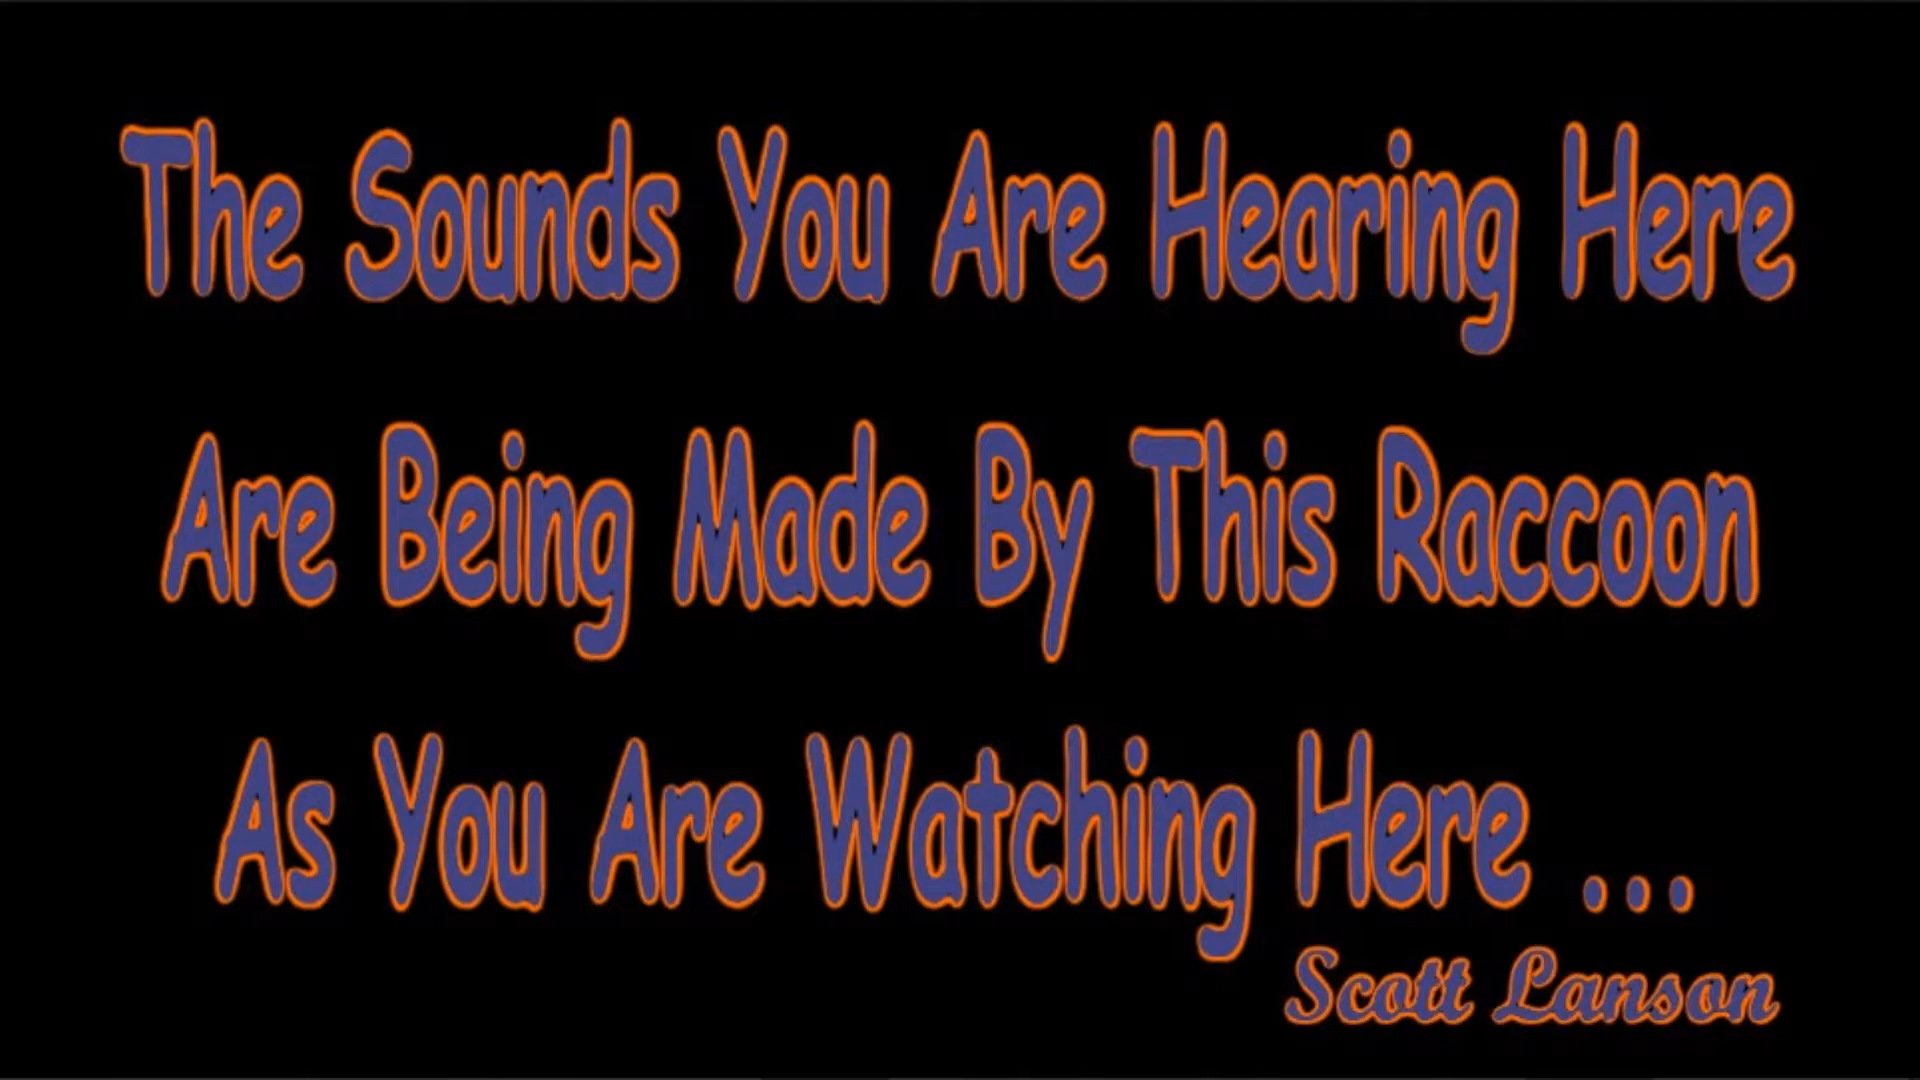 The Sounds You Are Hearing Here
Are Being Made By This Raccoon
As You Are Watching Here ...
Scott Lanson